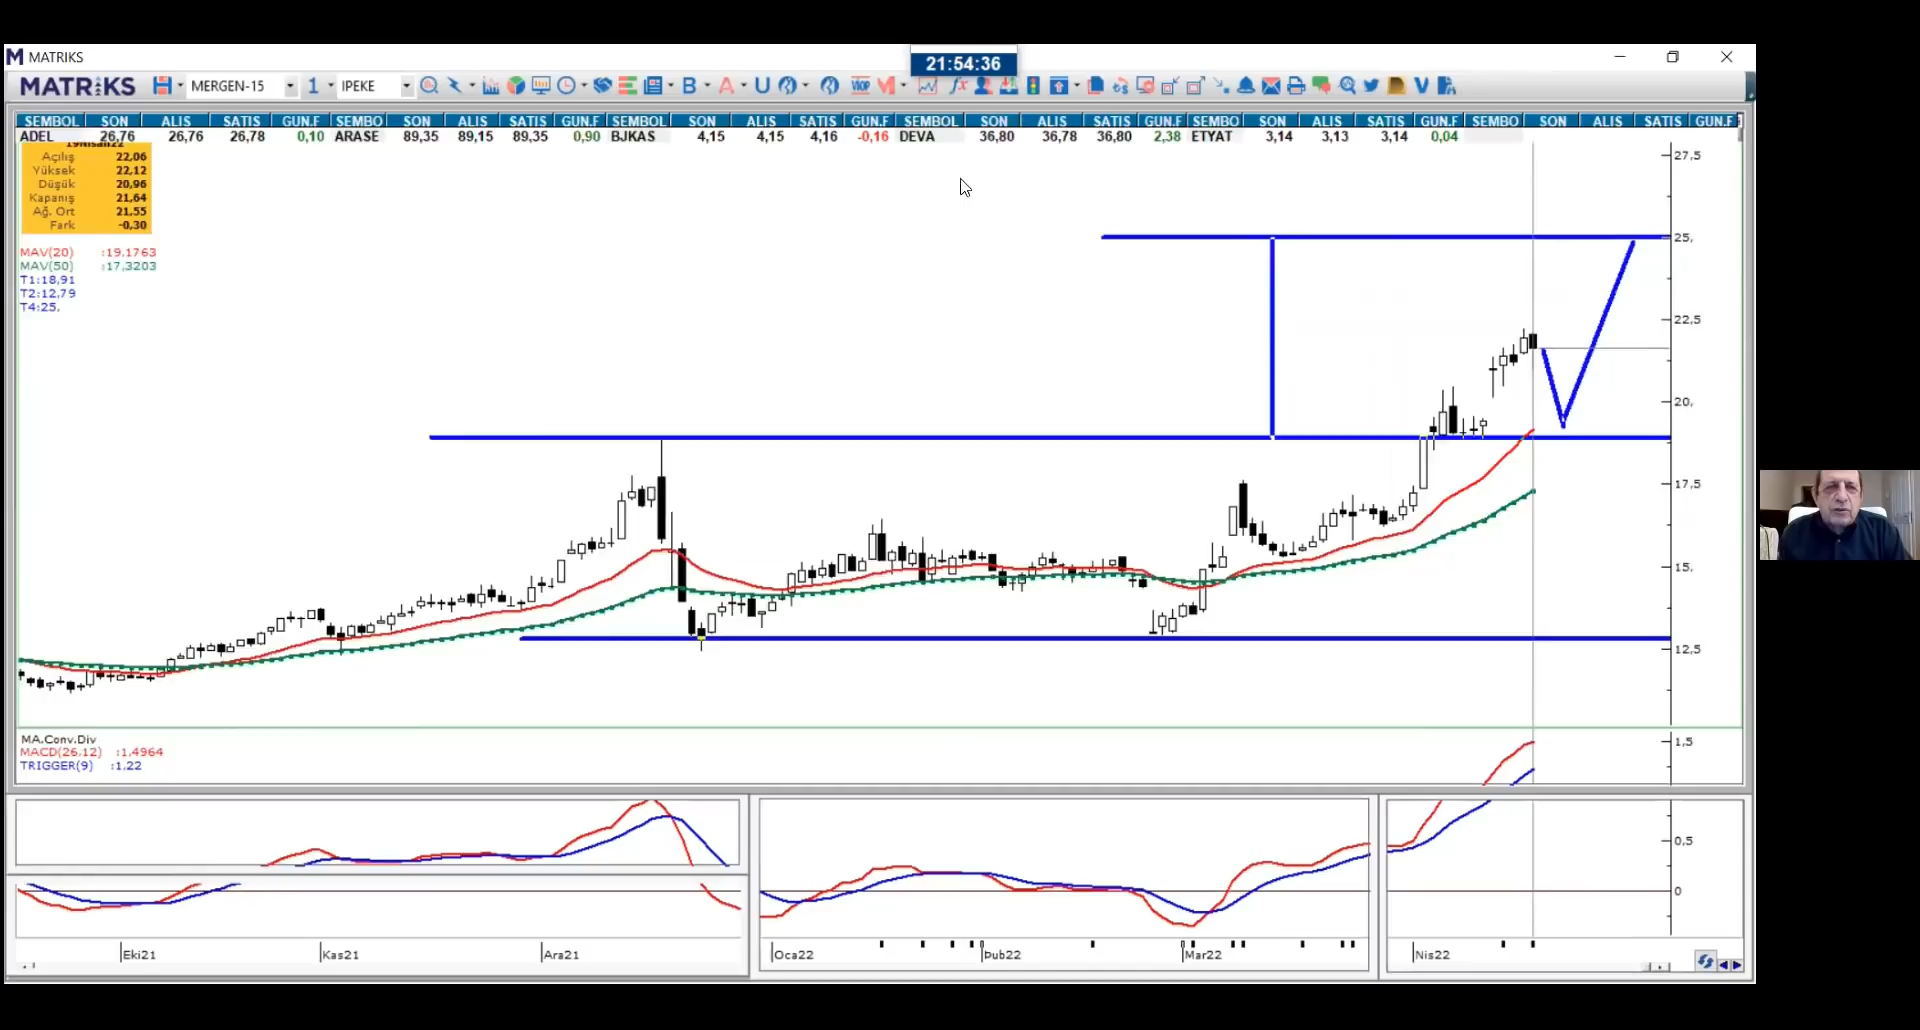 21:54:36
MATRIKS
MATRIKS MERGEN-15 1 IPEKE
SEMBOL SON ALIS SATIS GUN.F SEMBO SON ALIS SATIS GUN.F SEMBOL SON ALIS SATIS GUN.F SEMBOL SON ALIS SATIS GUN.F SEMBO SON ALIS SATIS GUN.F SEMBO SON ALIS SATIS GUN.F
ADEL 26,76 26,76 26,78 0,10 ARASE 89,35 89,15 89,35 0,90 BJKAS 4,15 4,15 4,16 -0,16 DEVA 36,80 36,78 36,80 2,38 ETYAT 3,14 3,13 3,14 0,04
19Nisan22
Açılış 22,06
Yüksek 22,12
Düşük 20,96
Kapanış 21,64
Ağ. Ort 21,55
Fark -0,30
MAV(20) :19,1763
MAV(50) :17,3203
T1:18,91
T2:12,79
T4:25,
27,5
25,
22,5
20,
17,5
15,
12,5
MA.Conv.Div
MACD(26,12) :1,4964
TRIGGER(9) :1,22
1,5
0,5
0
Eki21 Kas21 Ara21 Oca22 Þub22 Mar22 Nis22